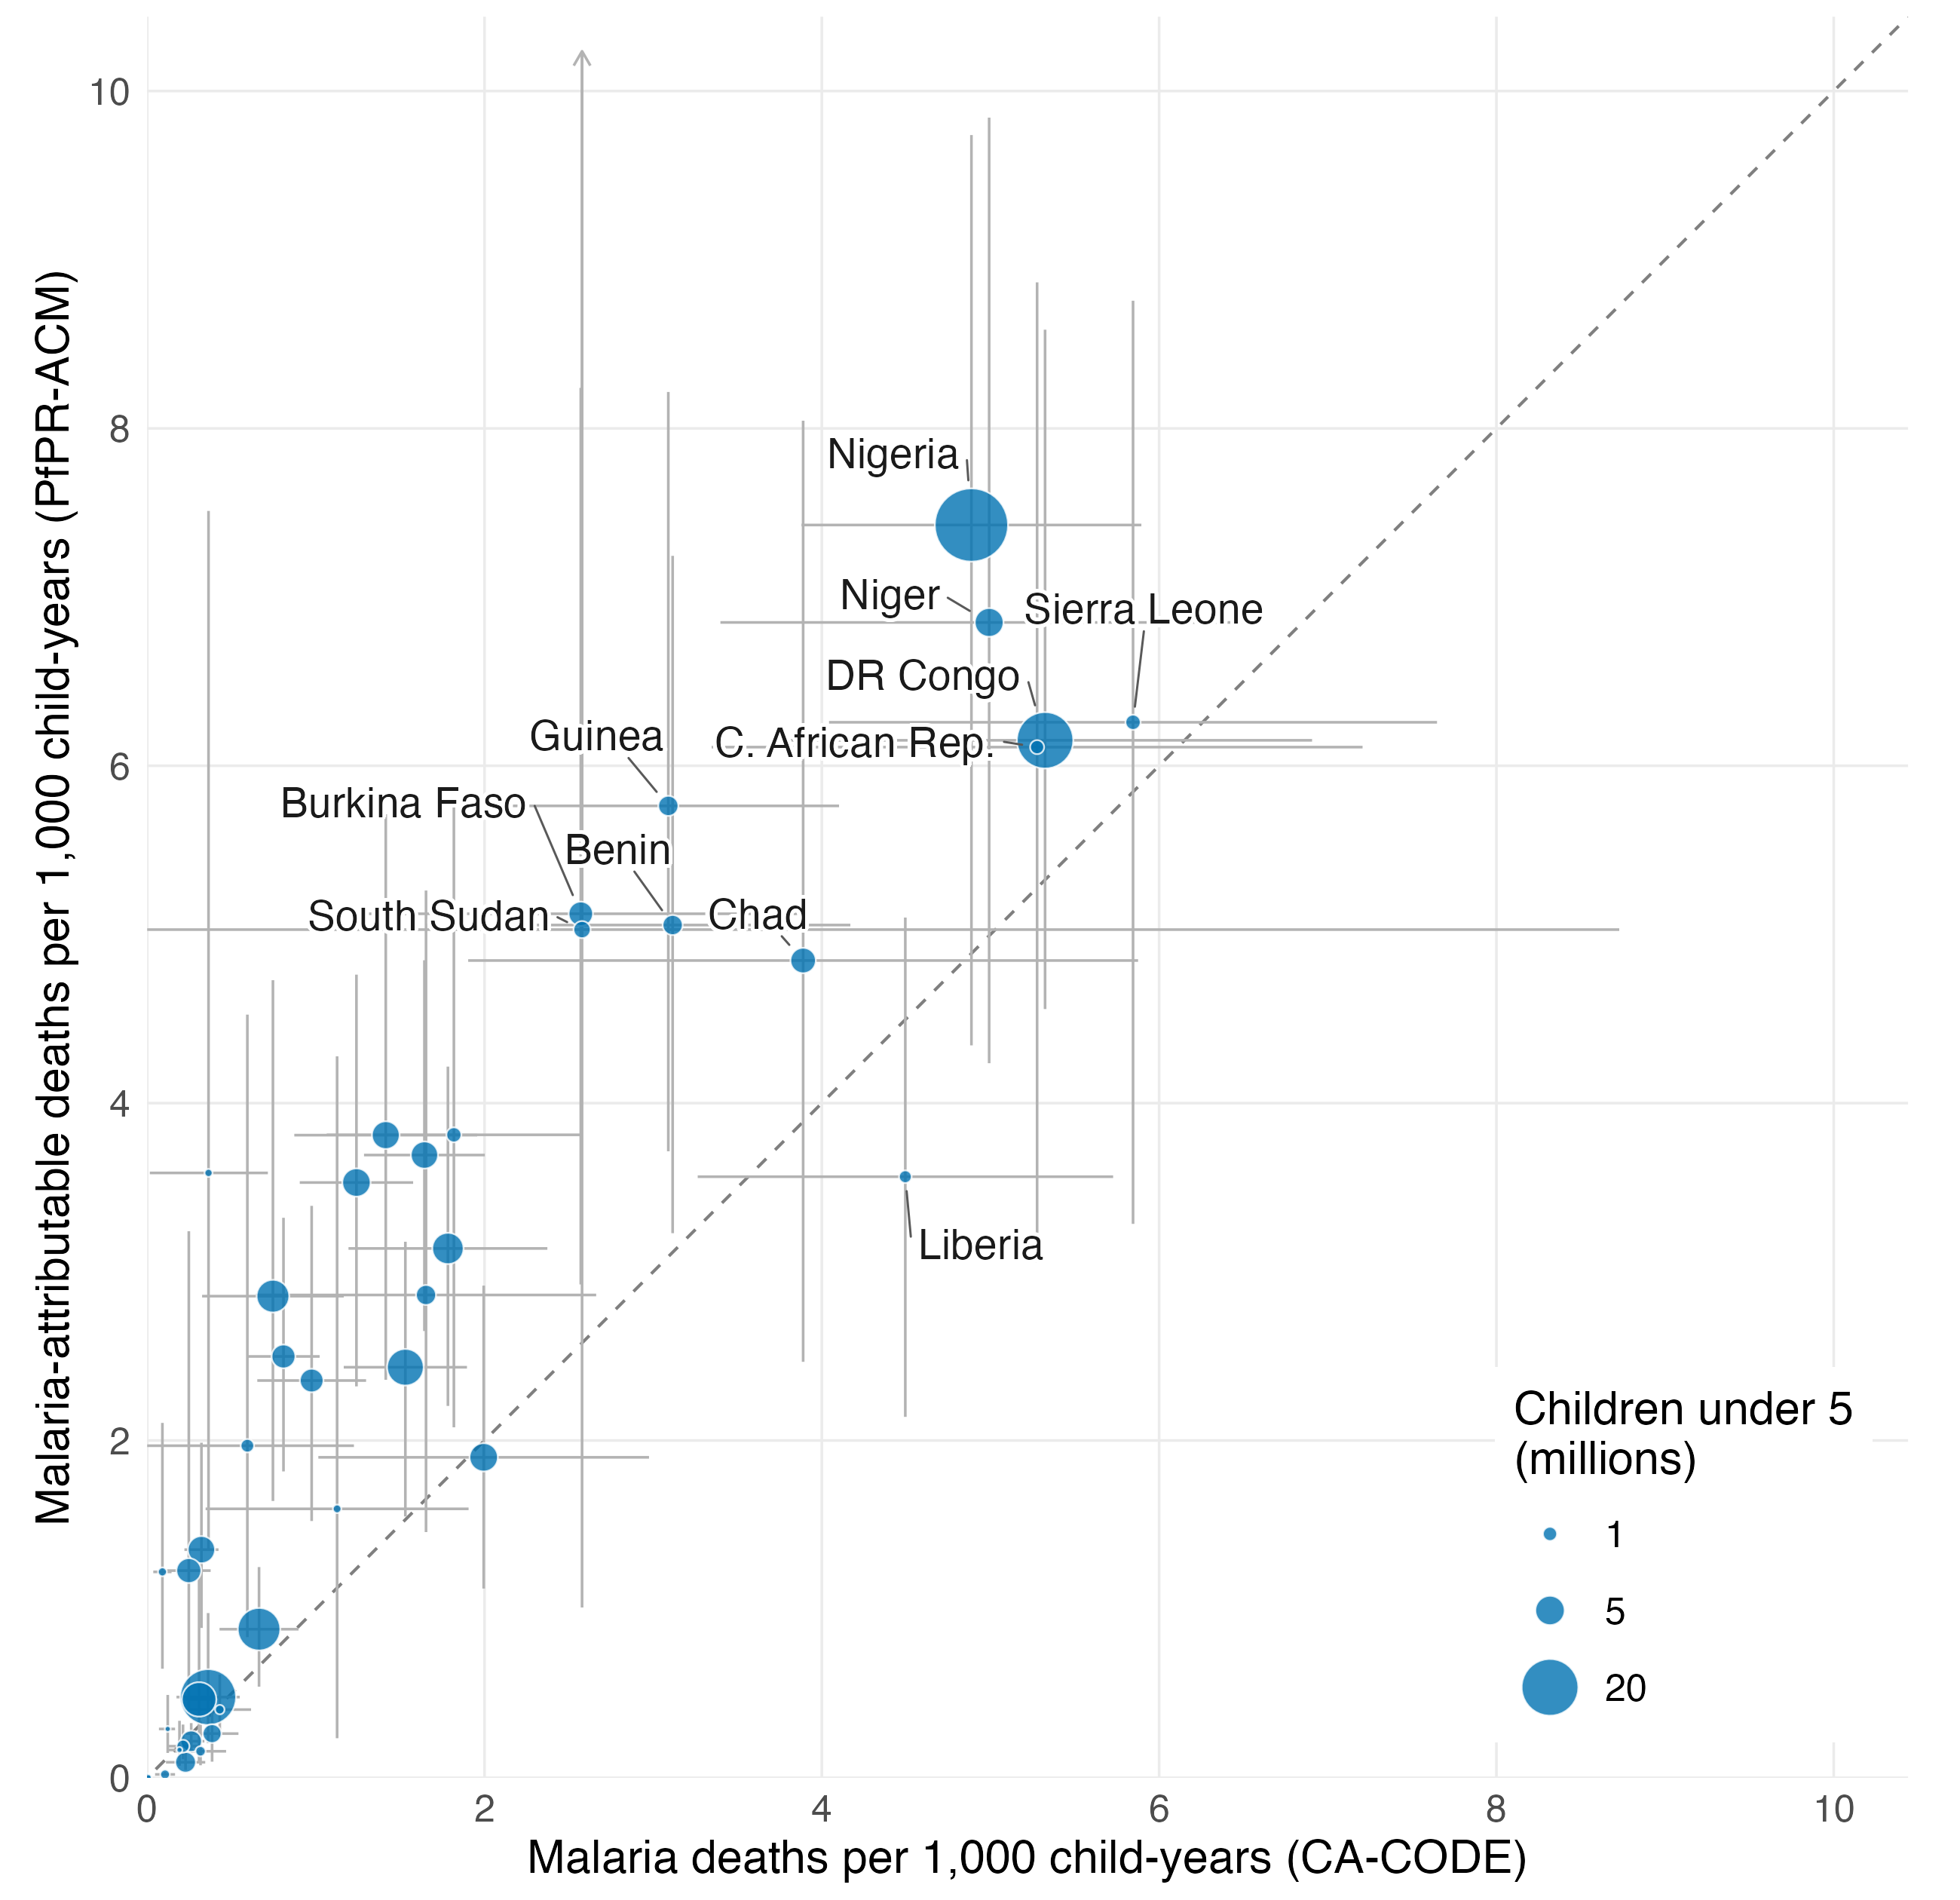 10
8
6
4
2
0
Malaria-attributable deaths per 1,000 child-years (PfPR-ACM)
Nigeria
Niger
Sierra Leone
DR Congo
Guinea
C. African Rep.
Burkina Faso
Benin
South Sudan
Chad
Liberia
Children under 5
(millions)
1
5
20
0
2
4
6
8
10
Malaria deaths per 1,000 child-years (CA-CODE)